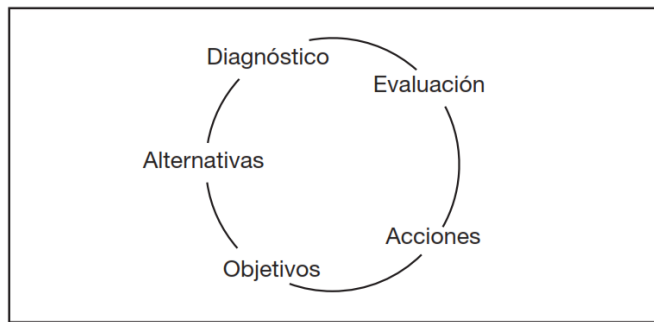 Diagnóstico
Evaluación
Alternativas
Acciones
Objetivos